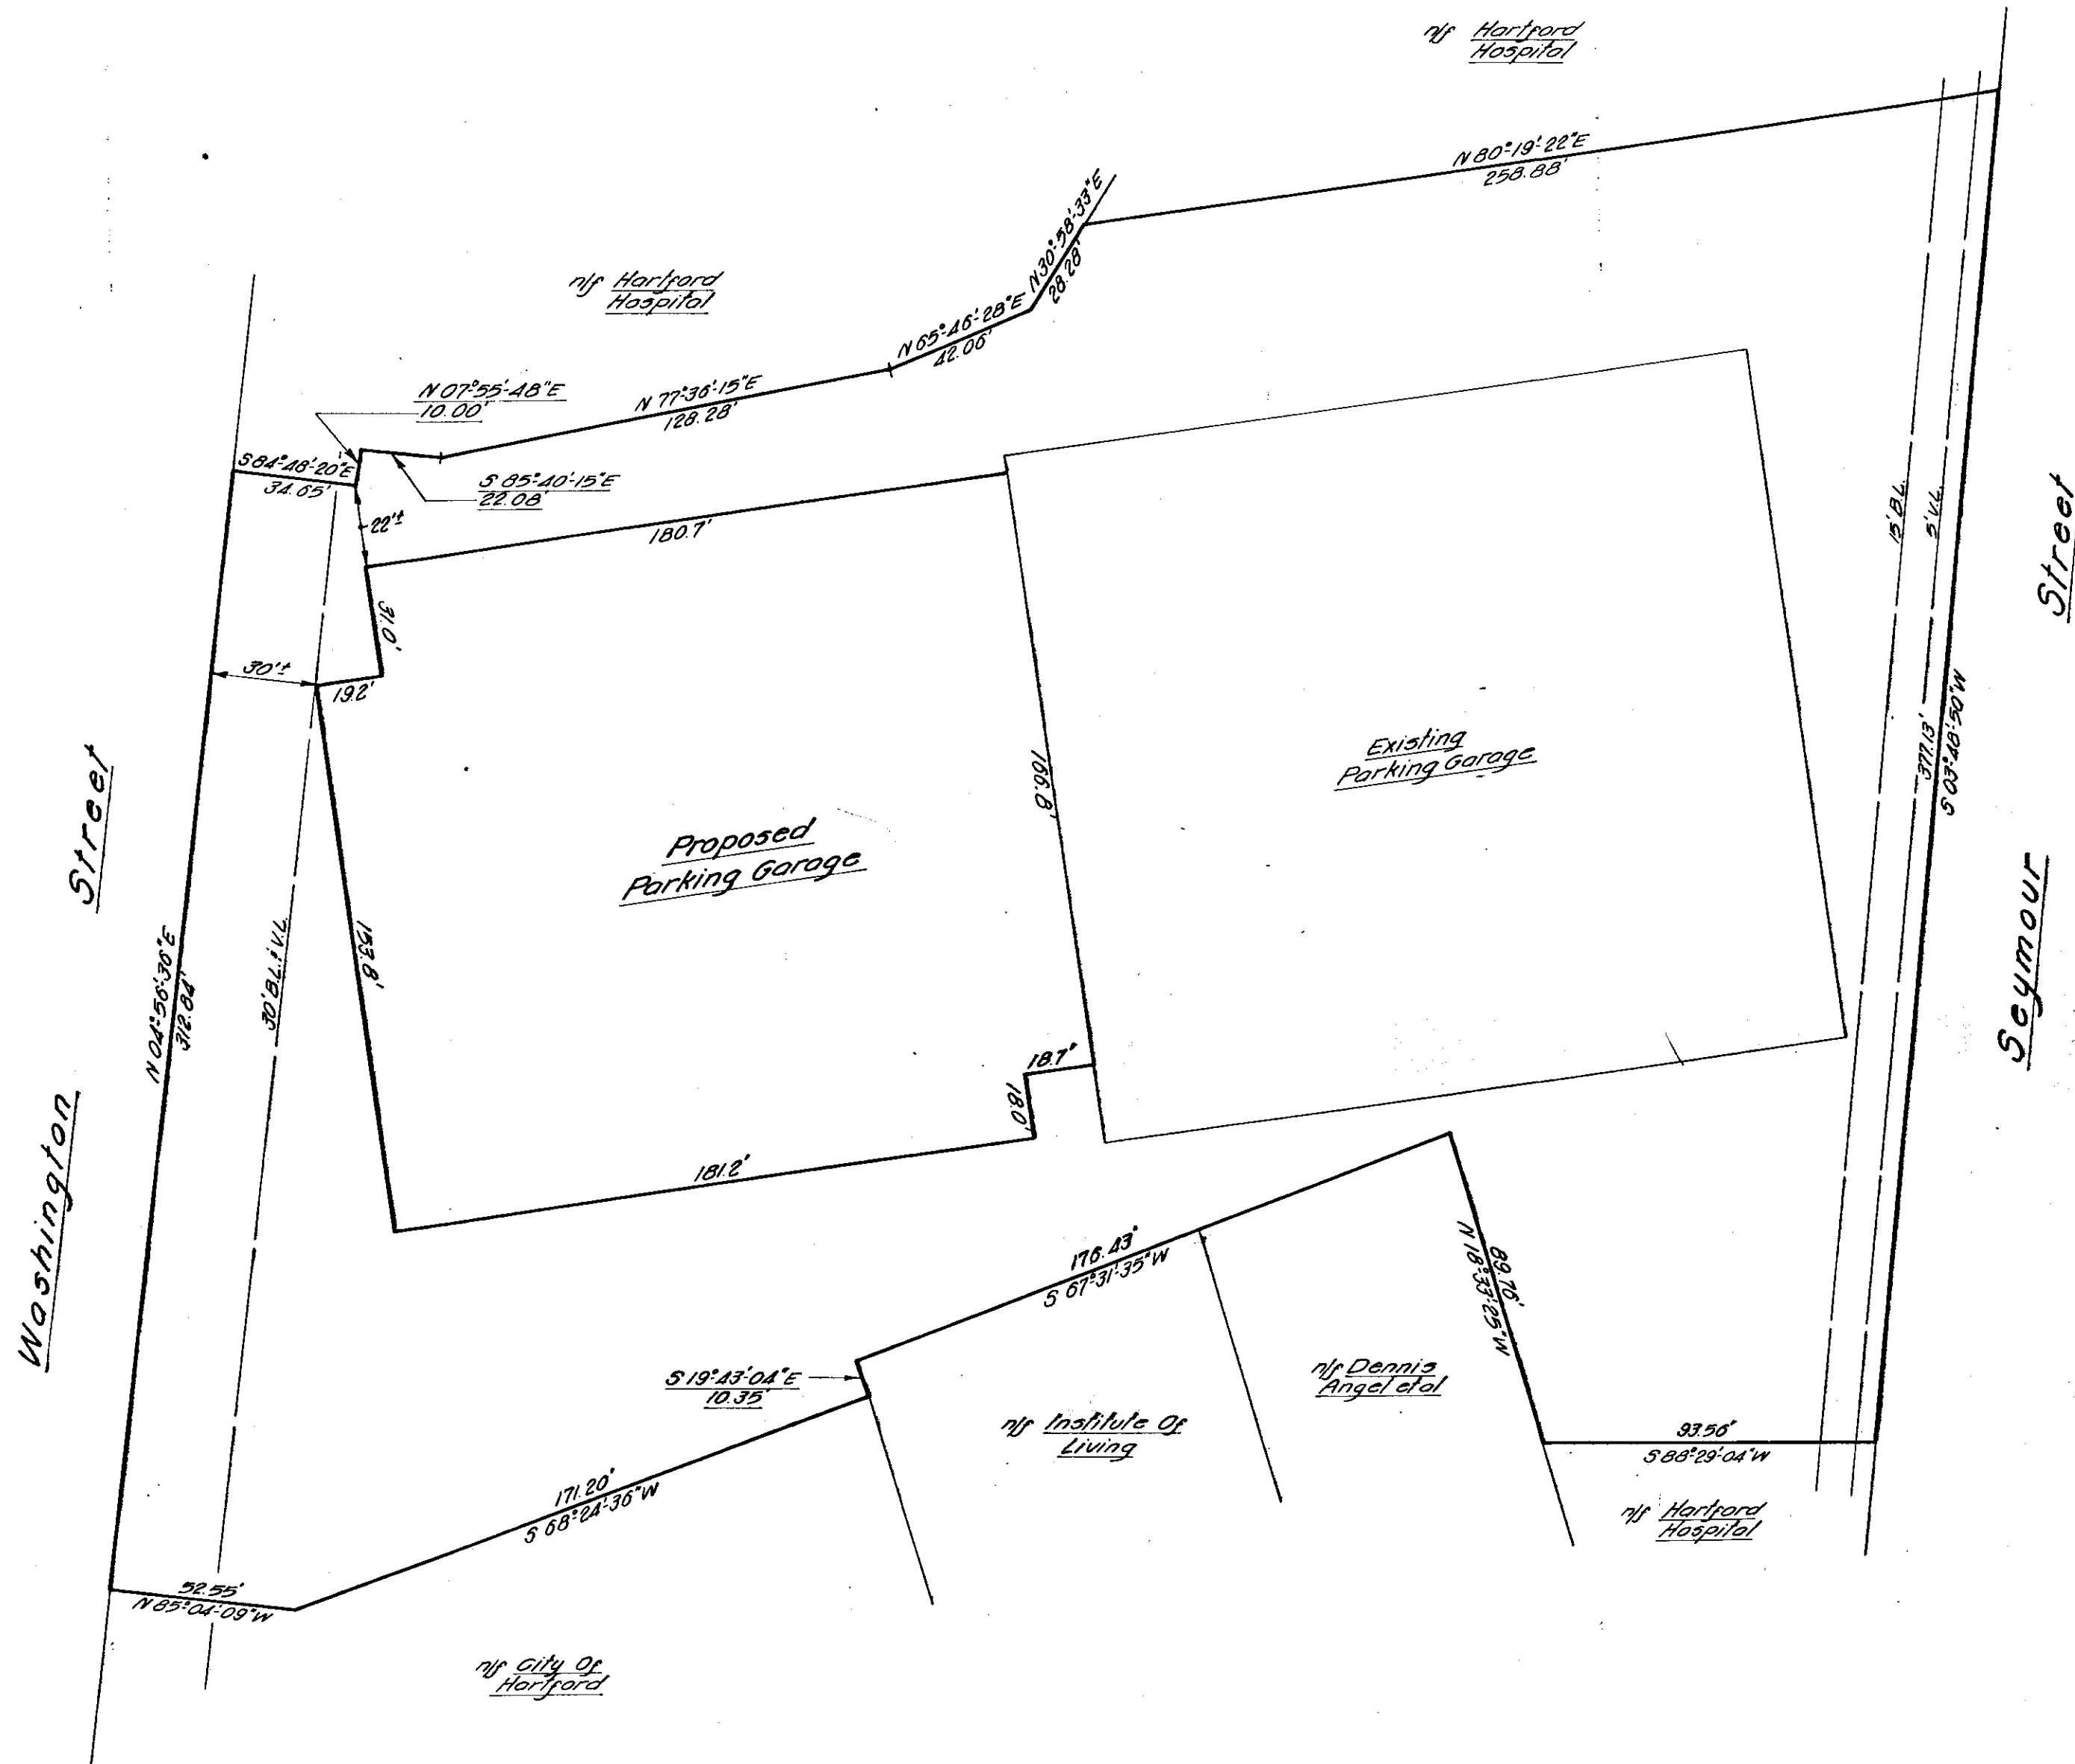 n/f Hartford
Hospital
N 80°-19'-22"E
258.88'
N 30°-58'-33"E
28.28'
n/f Hartford
Hospital
N 65°-46'-28"E
42.06'
N 77°-36'-15"E
128.28'
N 07°-55'-48"E
10.00'
S 84°-48'-20"E
34.65'
S 85°-40'-15"E
22.08'
22'±
180.7'
31.0'
30'±
19.2'
15' B.L.
5' V.L.
Street
Seymour
377.13'
S 03°-48'-50"W
Existing
Parking Garage
166.8'
Proposed
Parking Garage
Street
Washington
N 04°-56'-36"E
312.84'
30' B.L. & V.L.
153.8'
18.7'
18.0'
181.2'
176.43'
S 67°-31'-35"W
89.76'
N 18°-33'-25"W
S 19°-43'-04"E
10.35'
n/f Dennis
Angel et al
n/f Institute Of
Living
93.56'
S 88°-29'-04"W
n/f Hartford
Hospital
171.20'
S 68°-24'-36"W
52.55'
N 85°-04'-09"W
n/f City Of
Hartford